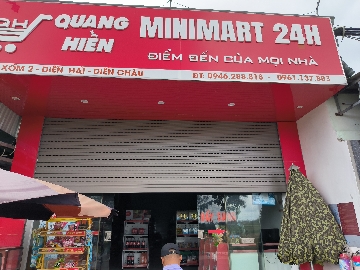 QH
QUANG HIỀN
MINIMART 24H
ĐIỂM ĐẾN CỦA MỌI NHÀ
XÓM 2 - DIỄN HẢI - DIỄN CHÂU
ĐT: 0946.288.818 - 0961.137.883